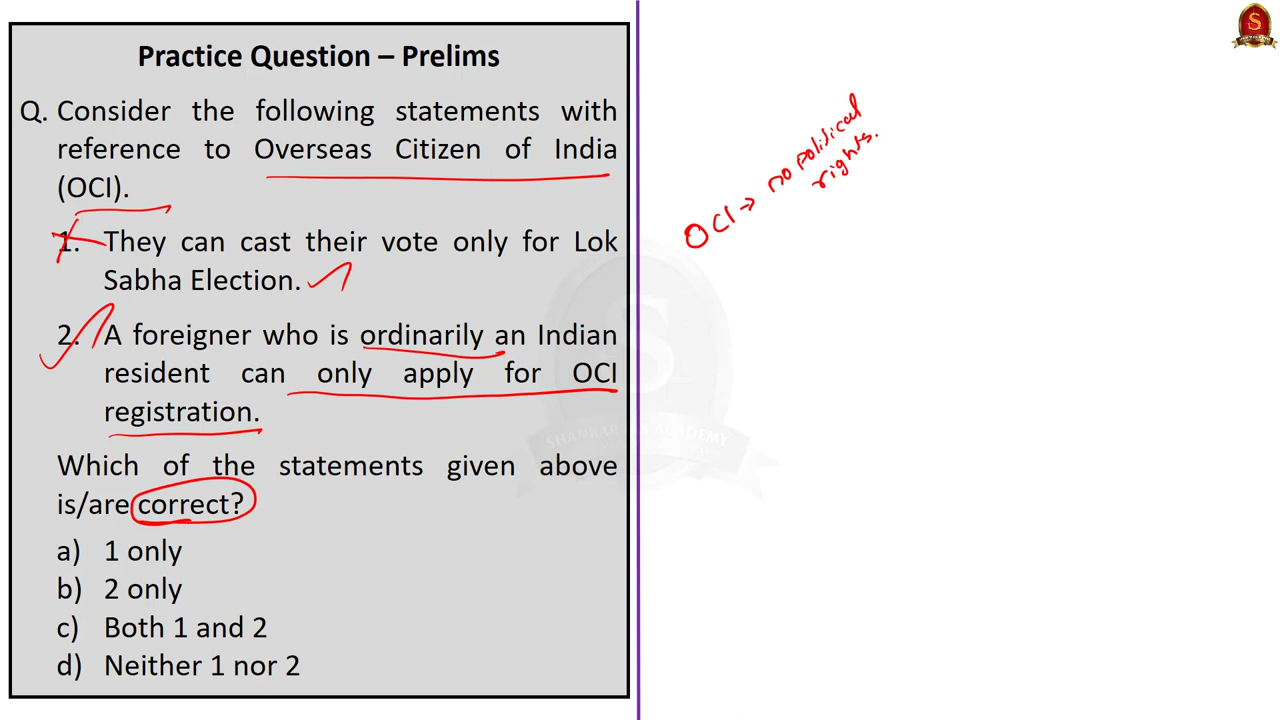 Practice Question – Prelims
Q. Consider the following statements with
reference to Overseas Citizen of India
(OCI).
1. They can cast their vote only for Lok
Sabha Election.
2. A foreigner who is ordinarily an Indian
resident can only apply for OCI
registration.
Which of the statements given above
is/are correct?
a) 1 only
b) 2 only
c) Both 1 and 2
d) Neither 1 nor 2
OCI → no political
rights.
S
SHANKAR IAS ACADEMY